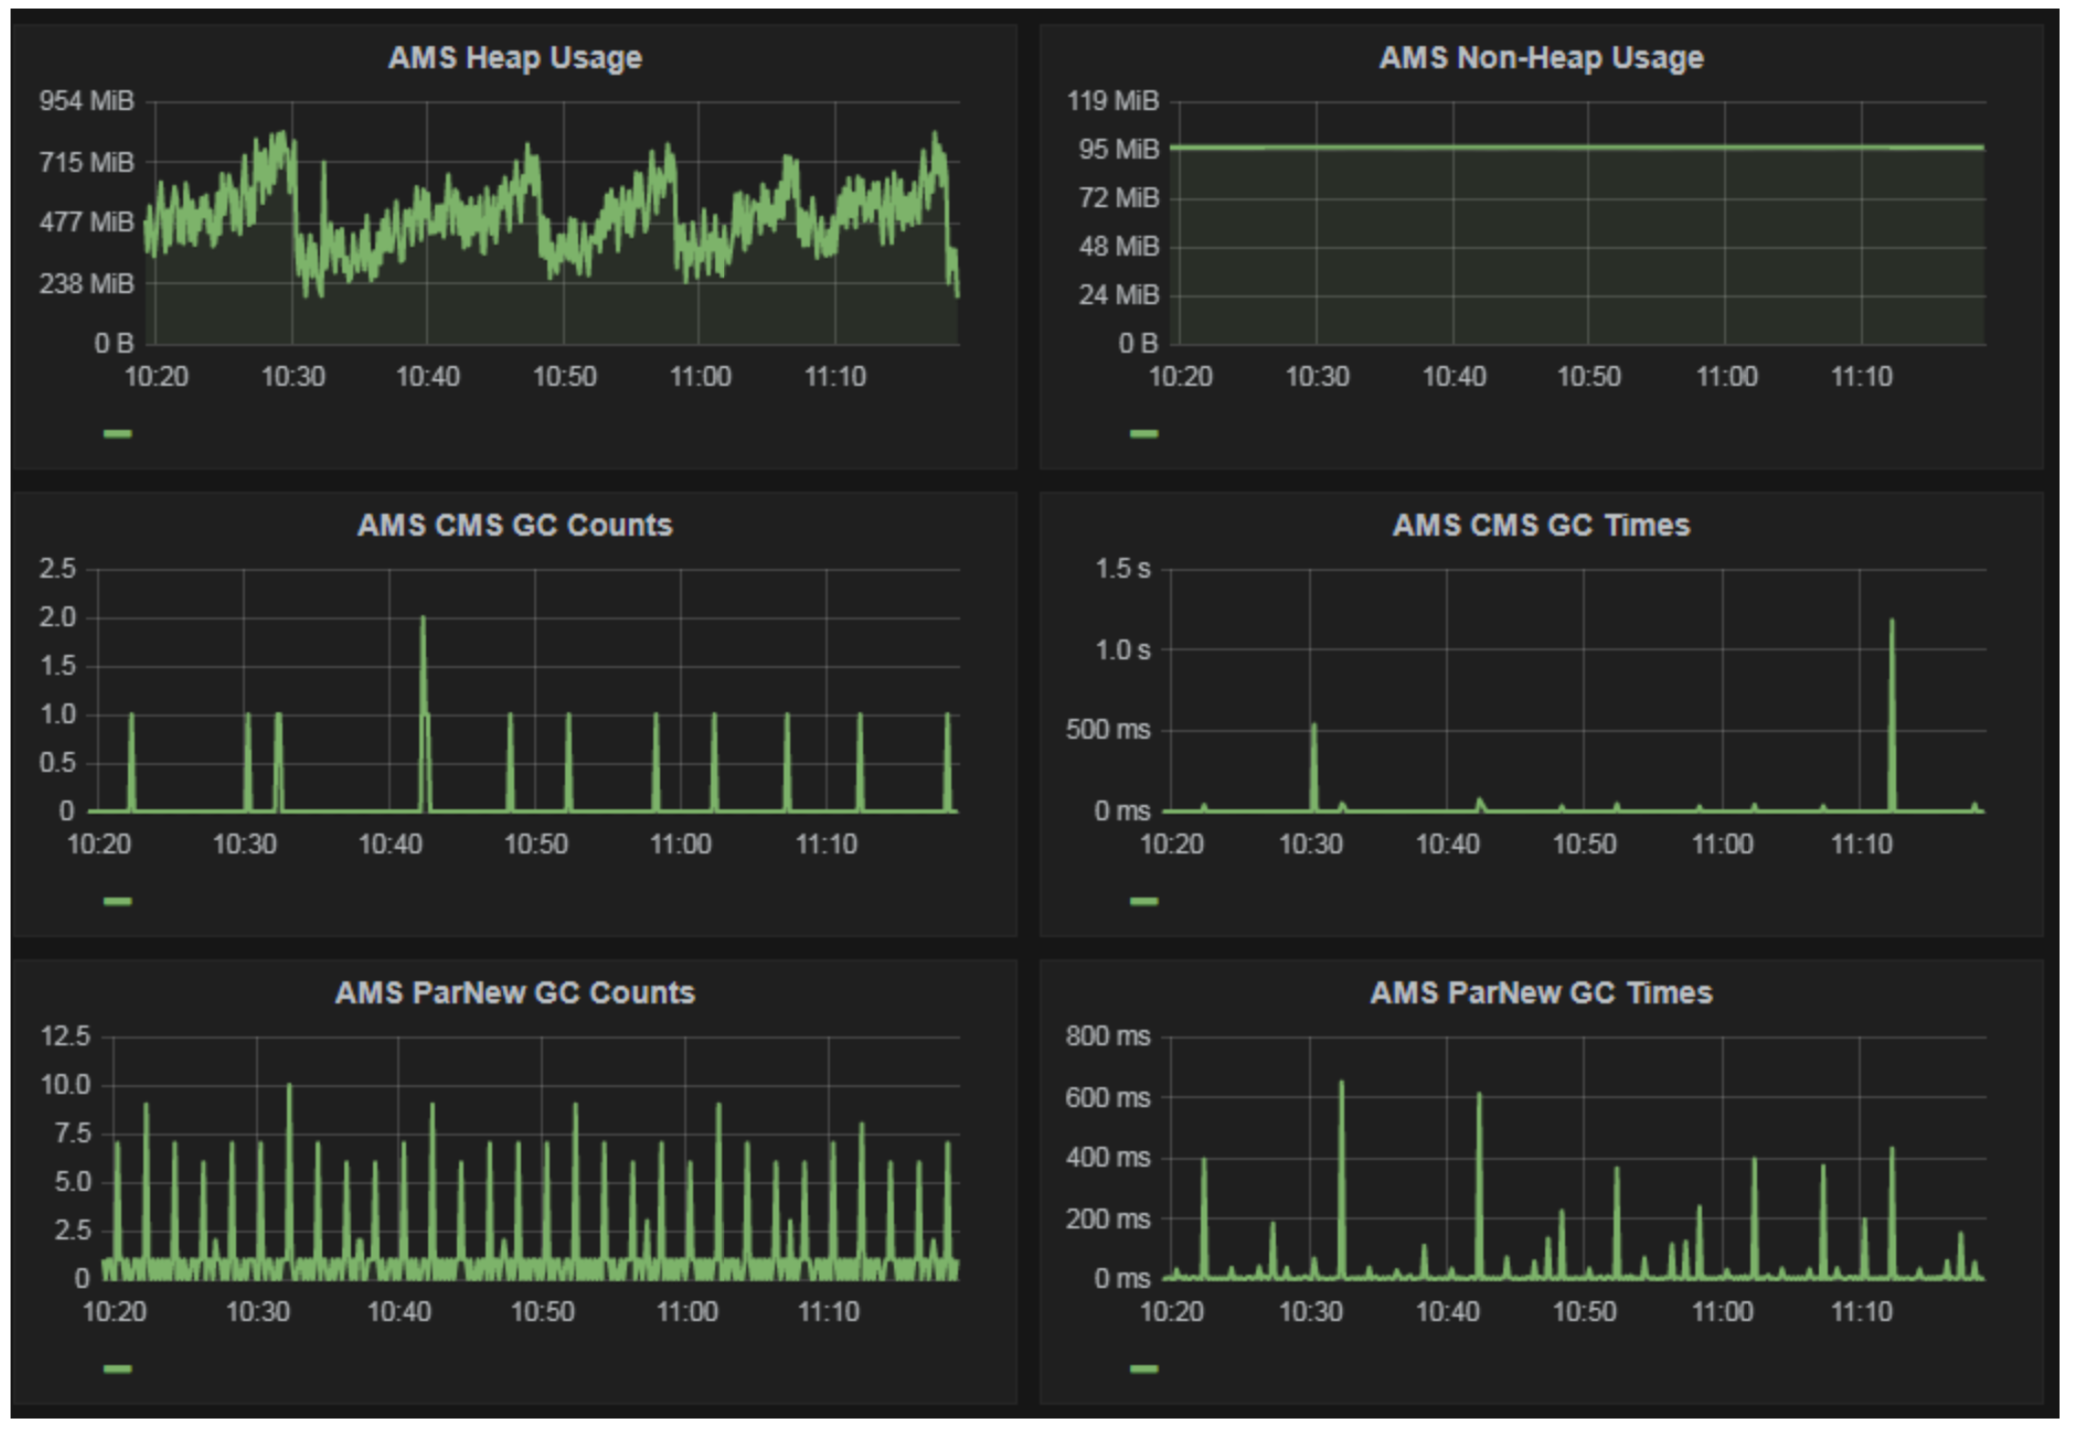 AMS Heap Usage
954 MiB
715 MiB
477 MiB
238 MiB
0 B
10:20 10:30 10:40 10:50 11:00 11:10
AMS Non-Heap Usage
119 MiB
95 MiB
72 MiB
48 MiB
24 MiB
0 B
10:20 10:30 10:40 10:50 11:00 11:10
AMS CMS GC Counts
2.5
2.0
1.5
1.0
0.5
0
10:20 10:30 10:40 10:50 11:00 11:10
AMS CMS GC Times
1.5 s
1.0 s
500 ms
0 ms
10:20 10:30 10:40 10:50 11:00 11:10
AMS ParNew GC Counts
12.5
10.0
7.5
5.0
2.5
0
10:20 10:30 10:40 10:50 11:00 11:10
AMS ParNew GC Times
800 ms
600 ms
400 ms
200 ms
0 ms
10:20 10:30 10:40 10:50 11:00 11:10